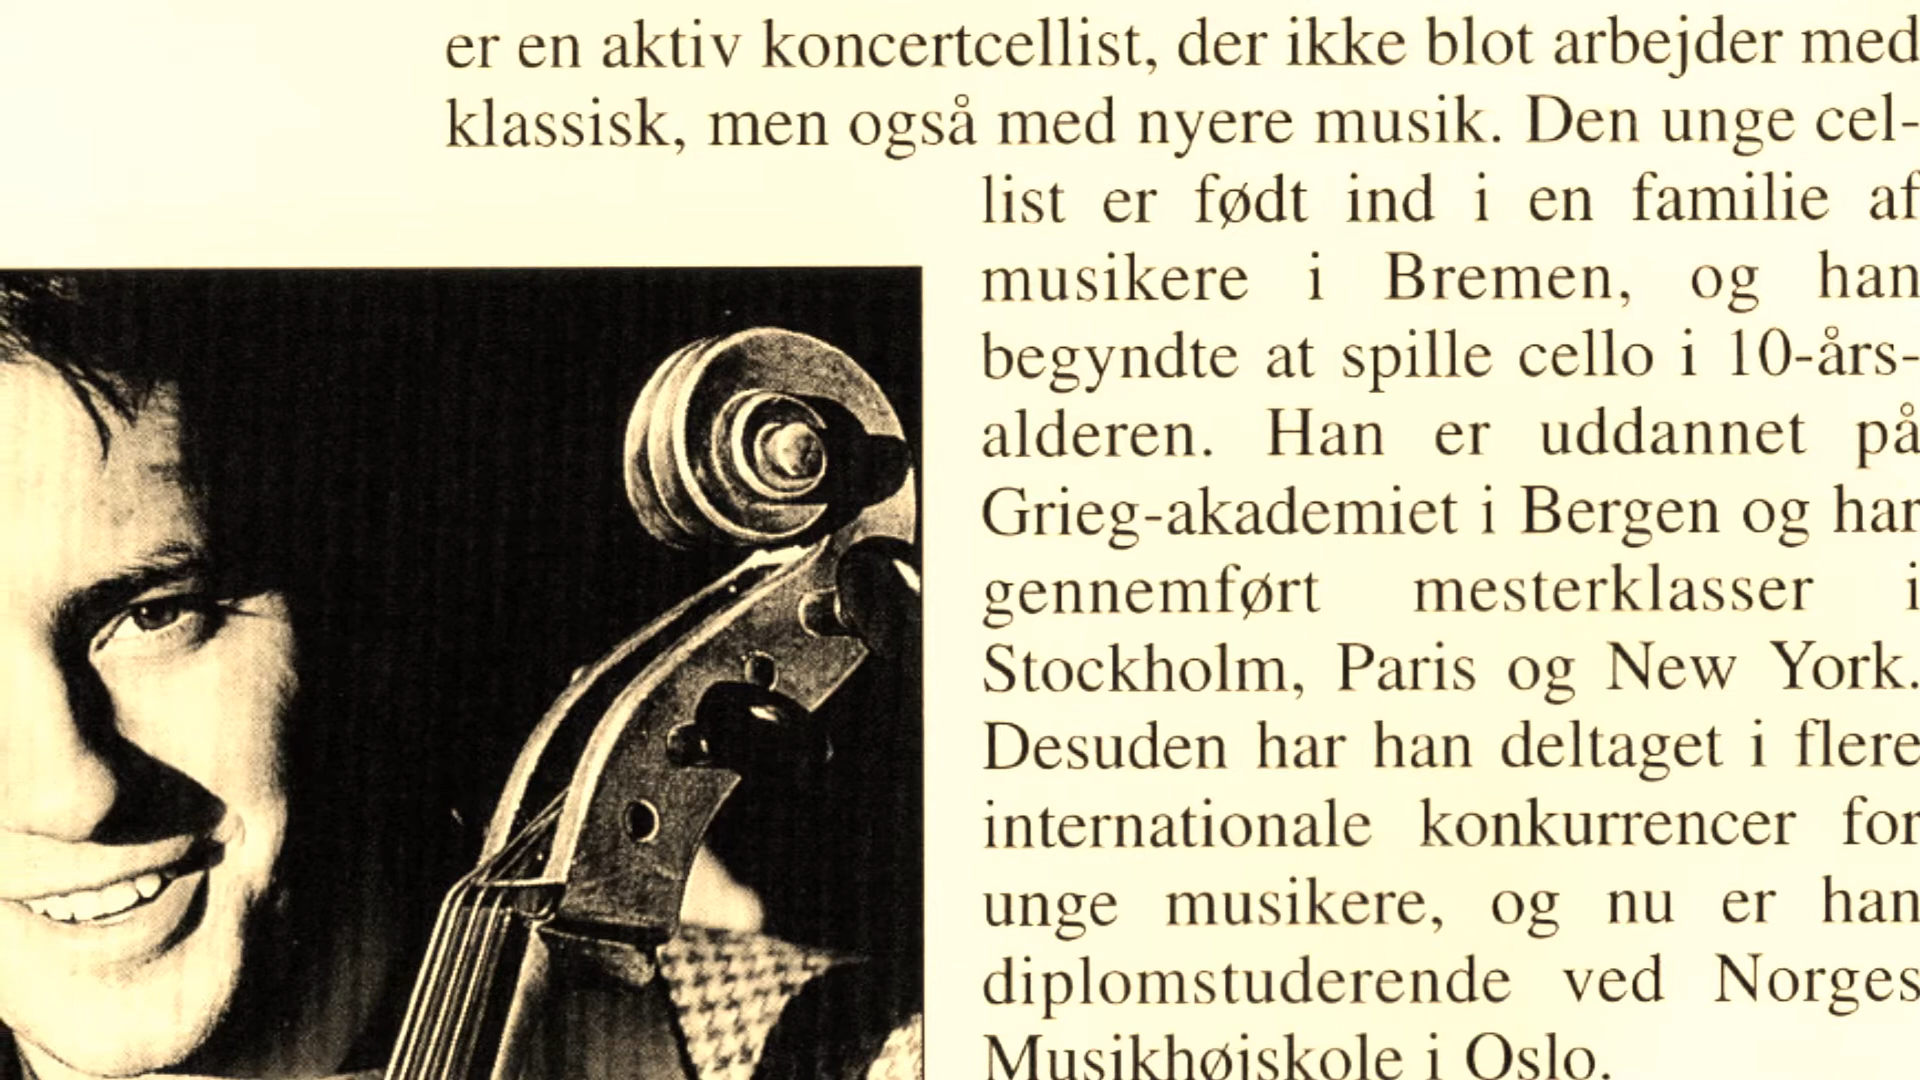 er en aktiv koncertcellist, der ikke blot arbejder med
klassisk, men også med nyere musik. Den unge cel-
list er født ind i en familie af
musikere i Bremen, og han
begyndte at spille cello i 10-års-
alderen. Han er uddannet på
Grieg-akademiet i Bergen og har
gennemført mesterklasser i
Stockholm, Paris og New York.
Desuden har han deltaget i flere
internationale konkurrencer for
unge musikere, og nu er han
diplomstuderende ved Norges
Musikhøjskole i Oslo.